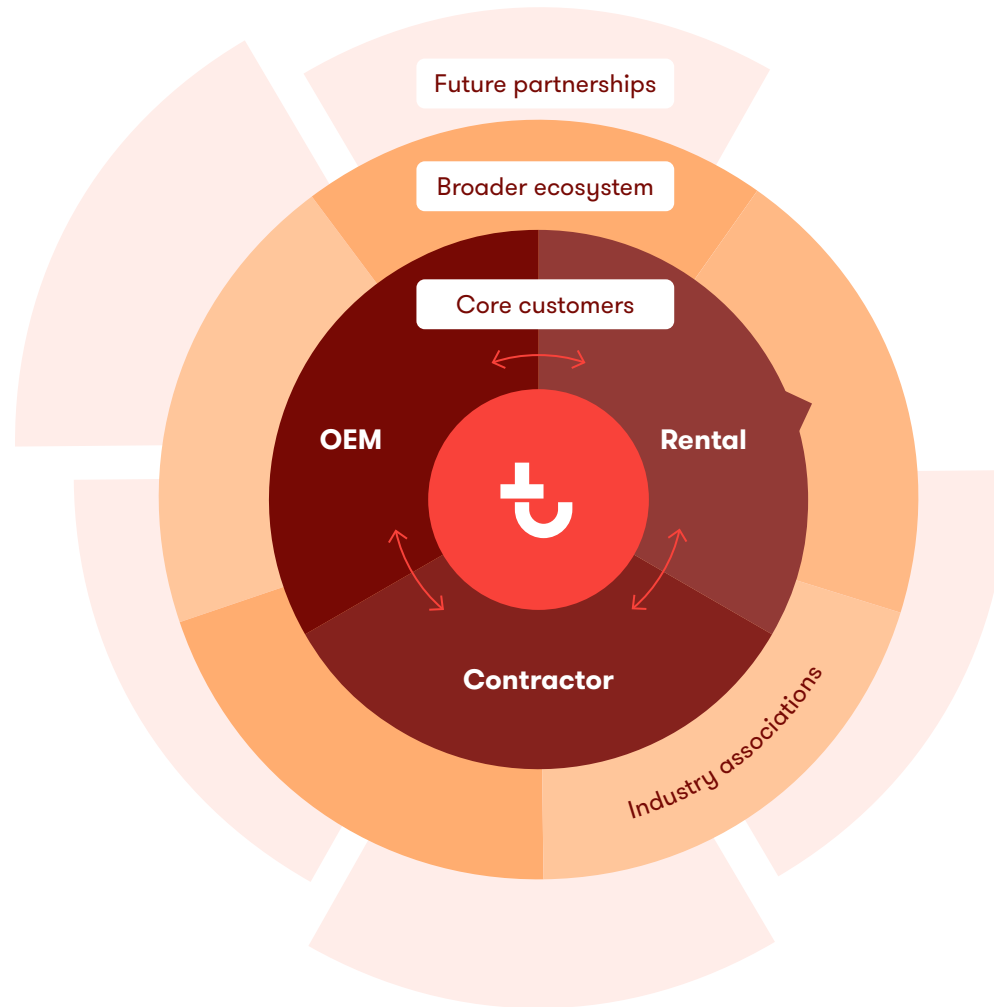 Future partnerships
Broader ecosystem
Core customers
OEM
Rental
Contractor
Industry associations